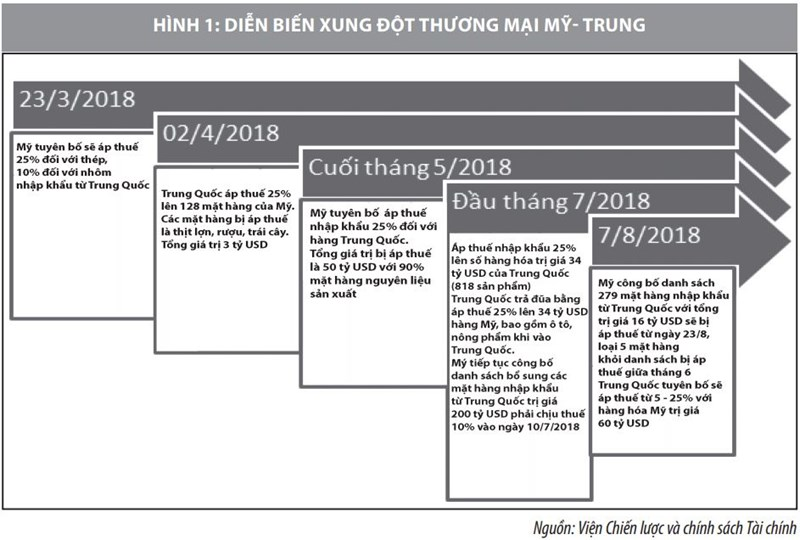 HÌNH 1: DIỄN BIẾN XUNG ĐỘT THƯƠNG MẠI MỸ- TRUNG
23/3/2018
Mỹ tuyên bố sẽ áp thuế
25% đối với thép,
10% đối với nhôm
nhập khẩu từ Trung Quốc
02/4/2018
Trung Quốc áp thuế 25%
lên 128 mặt hàng của Mỹ.
Các mặt hàng bị áp thuế
là thịt lợn, rượu, trái cây.
Tổng giá trị 3 tỷ USD
Cuối tháng 5/2018
Mỹ tuyên bố áp thuế
nhập khẩu 25% đối với
hàng Trung Quốc.
Tổng giá trị bị áp thuế
là 50 tỷ USD với 90%
mặt hàng nguyên liệu
sản xuất
Đầu tháng 7/2018
Áp thuế nhập khẩu 25%
lên số hàng hóa trị giá 34
tỷ USD của Trung Quốc
(818 sản phẩm)
Trung Quốc trả đũa bằng
áp thuế 25% lên 34 tỷ USD
hàng Mỹ, bao gồm ô tô,
nông phẩm khi vào
Trung Quốc.
Mỹ tiếp tục công bố
danh sách bổ sung các
mặt hàng nhập khẩu
từ Trung Quốc trị giá
200 tỷ USD phải chịu thuế
10% vào ngày 10/7/2018
7/8/2018
Mỹ công bố danh sách
279 mặt hàng nhập khẩu
từ Trung Quốc với tổng
trị giá 16 tỷ USD sẽ bị
áp thuế từ ngày 23/8,
loại 5 mặt hàng
khỏi danh sách bị áp
thuế giữa tháng 6
Trung Quốc tuyên bố sẽ
áp thuế từ 5 - 25% với
hàng hóa Mỹ trị giá
60 tỷ USD
Nguồn: Viện Chiến lược và chính sách Tài chính